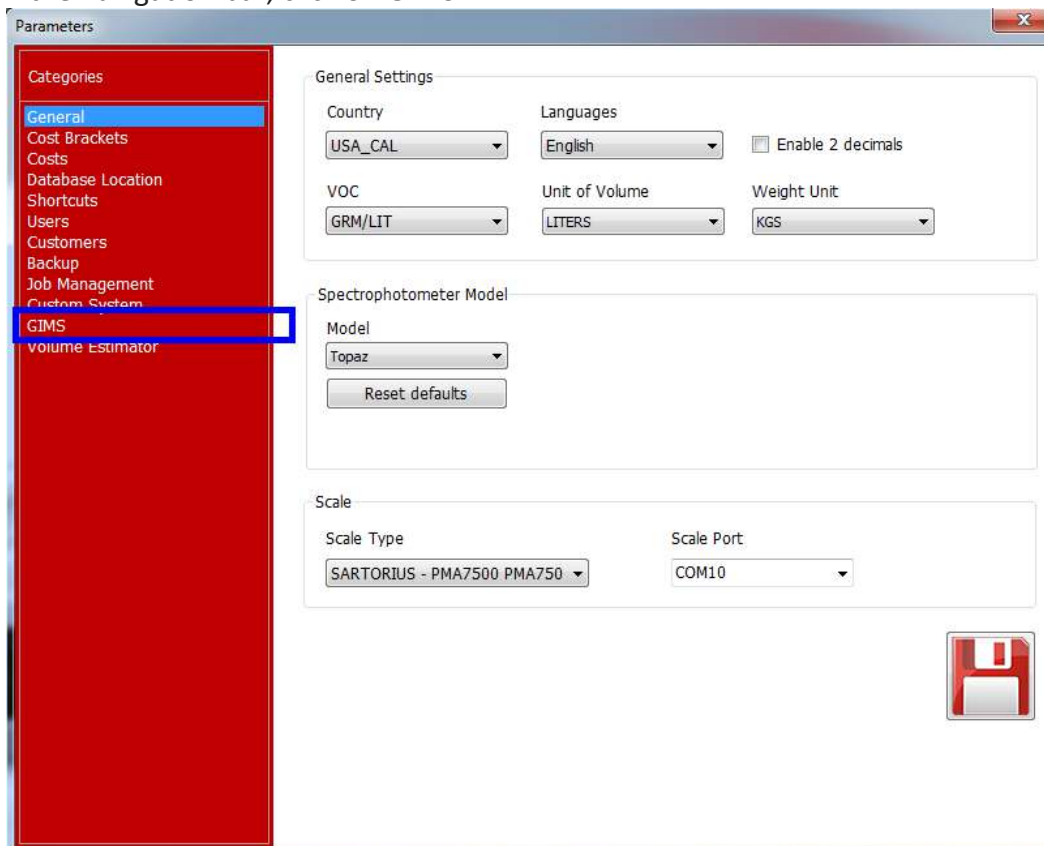 Parameters
Categories
General
Cost Brackets
Costs
Database Location
Shortcuts
Users
Customers
Backup
Job Management
Custom System
GIMS
Volume Estimator
General Settings
Country Languages
USA_CAL English Enable 2 decimals
VOC Unit of Volume Weight Unit
GRM/LIT LITERS KGS
Spectrophotometer Model
Model
Topaz
Reset defaults
Scale
Scale Type Scale Port
SARTORIUS - PMA7500 PMA750 COM10